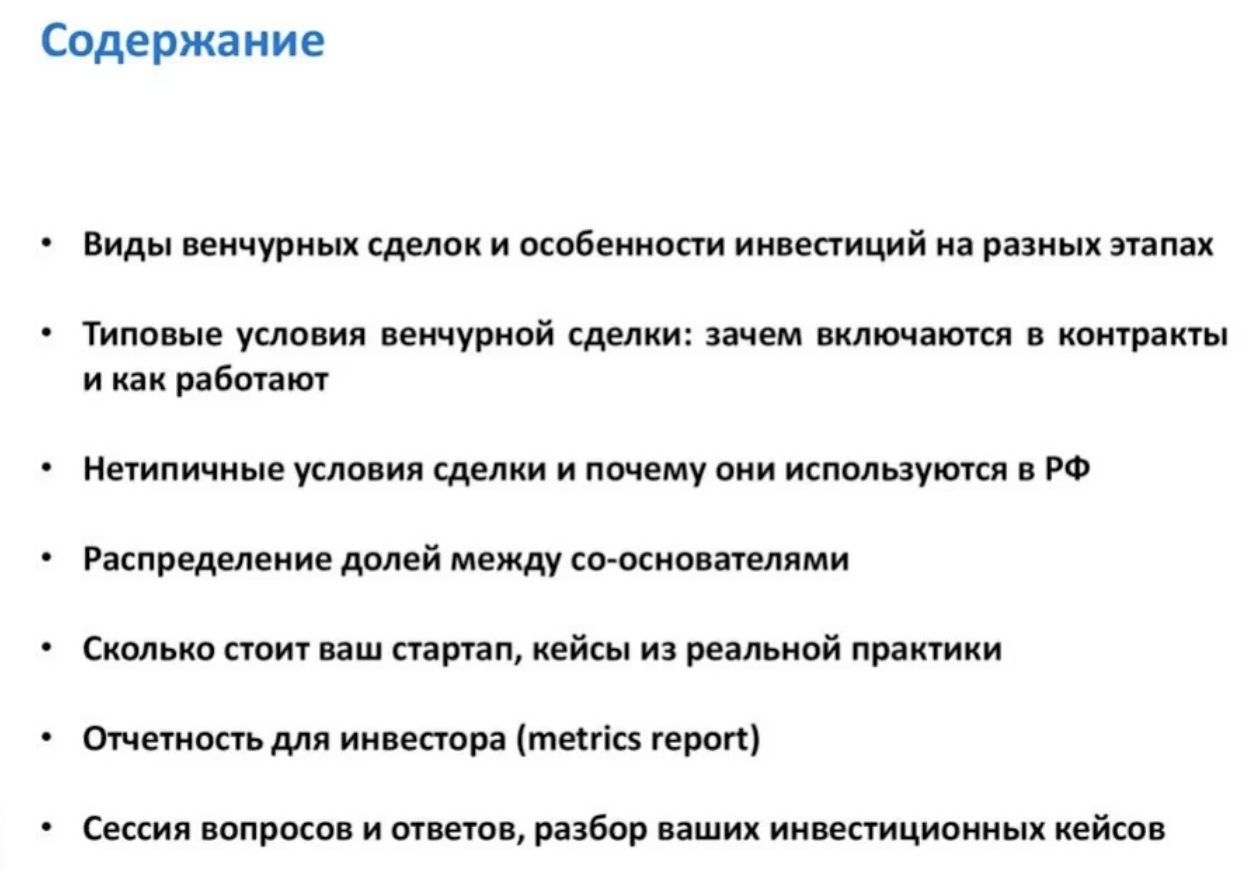 Содержание
• Виды венчурных сделок и особенности инвестиций на разных этапах
• Типовые условия венчурной сделки: зачем включаются в контракты
и как работают
• Нетипичные условия сделки и почему они используются в РФ
• Распределение долей между со-основателями
• Сколько стоит ваш стартап, кейсы из реальной практики
• Отчетность для инвестора (metrics report)
• Сессия вопросов и ответов, разбор ваших инвестиционных кейсов